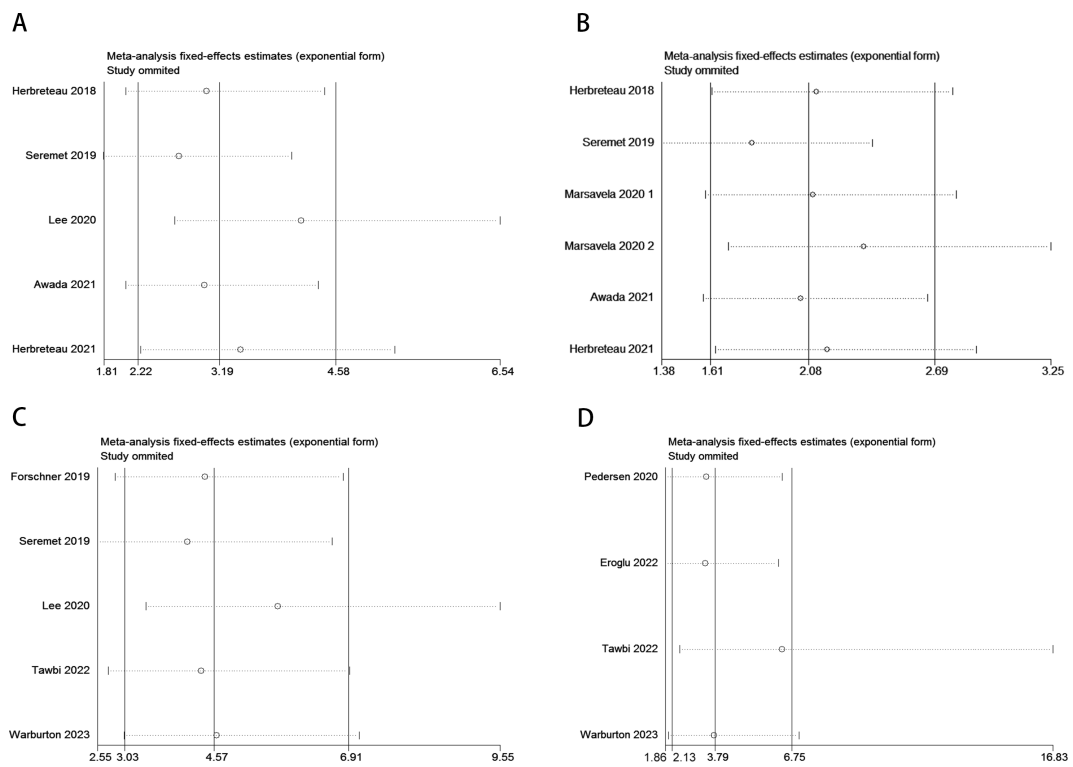 A
Meta-analysis fixed-effects estimates (exponential form)
Study ommited
Herbreteau 2018
Seremet 2019
Lee 2020
Awada 2021
Herbreteau 2021
1.81 2.22 3.19 4.58 6.54
B
Meta-analysis fixed-effects estimates (exponential form)
Study ommited
Herbreteau 2018
Seremet 2019
Marsavela 2020 1
Marsavela 2020 2
Awada 2021
Herbreteau 2021
1.38 1.61 2.08 2.69 3.25
C
Meta-analysis fixed-effects estimates (exponential form)
Study ommited
Forschner 2019
Seremet 2019
Lee 2020
Tawbi 2022
Warburton 2023
2.55 3.03 4.57 6.91 9.55
D
Meta-analysis fixed-effects estimates (exponential form)
Study ommited
Pedersen 2020
Eroglu 2022
Tawbi 2022
Warburton 2023
1.86 2.13 3.79 6.75 16.83